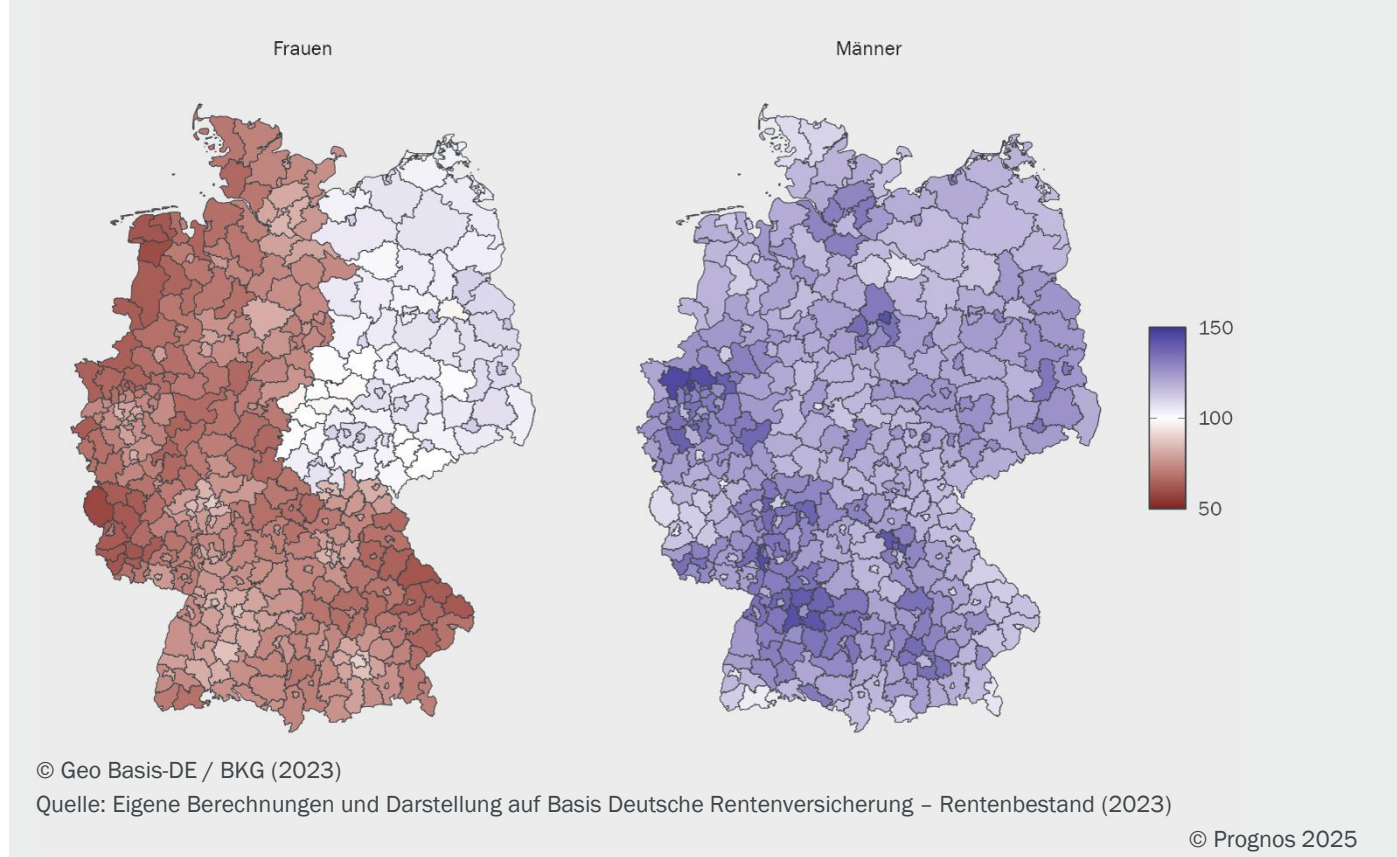 Frauen
Männer
150
100
50
© Geo Basis-DE / BKG (2023)
Quelle: Eigene Berechnungen und Darstellung auf Basis Deutsche Rentenversicherung – Rentenbestand (2023)
© Prognos 2025